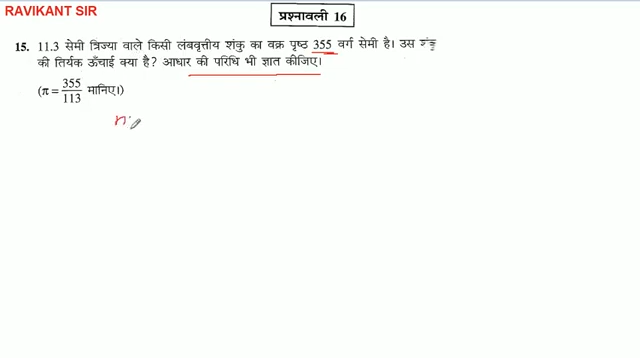 RAVIKANT SIR
प्रश्नावली 16
15. 11.3 सेमी त्रिज्या वाले किसी लंबवृत्तीय शंकु का वक्र पृष्ठ 355 वर्ग सेमी है। उस शंकु
की तिर्यक ऊँचाई क्या है? आधार की परिधि भी ज्ञात कीजिए।
(π = 355/113 मानिए।)